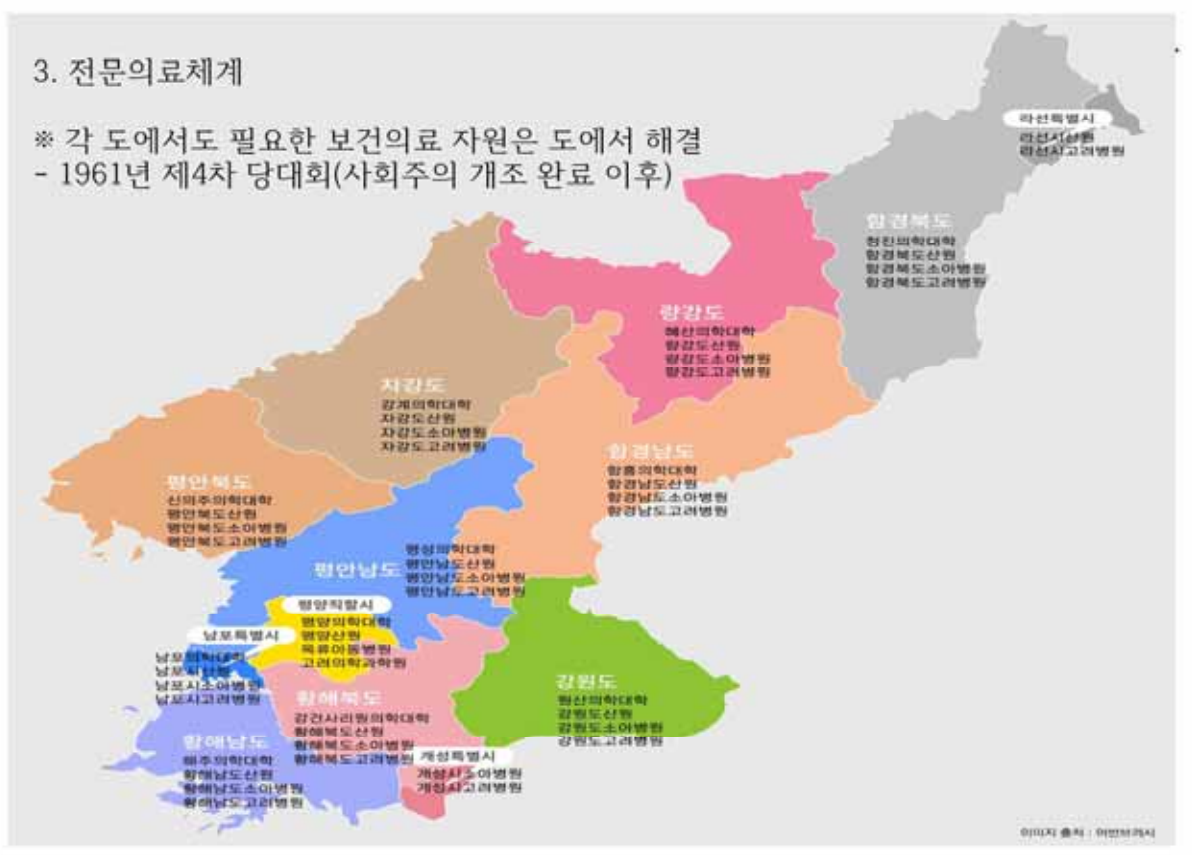 3. 전문의료체계
※ 각 도에서도 필요한 보건의료 자원은 도에서 해결
- 1961년 제4차 당대회(사회주의 개조 완료 이후)
라선특별시
라선시산원
라선시고려병원
함경북도
청진의학대학
함경북도산원
함경북도소아병원
함경북도고려병원
량강도
혜산의학대학
량강도산원
량강도소아병원
량강도고려병원
자강도
강계의학대학
자강도산원
자강도소아병원
자강도고려병원
함경남도
함흥의학대학
함경남도산원
함경남도소아병원
함경남도고려병원
평안북도
신의주의학대학
평안북도산원
평안북도소아병원
평안북도고려병원
평안남도
평성의학대학
평안남도산원
평안남도소아병원
평안남도고려병원
평양직할시
평양의학대학
평양산원
옥류아동병원
고려의학과학원
남포특별시
남포의학대학
남포시산원
남포시소아병원
남포시고려병원
황해북도
강건사리원의학대학
황해북도산원
황해북도소아병원
황해북도고려병원
강원도
원산의학대학
강원도산원
강원도소아병원
강원도고려병원
황해남도
해주의학대학
황해남도산원
황해남도소아병원
황해남도고려병원
개성특별시
개성시소아병원
개성시고려병원
이미지 출처 :